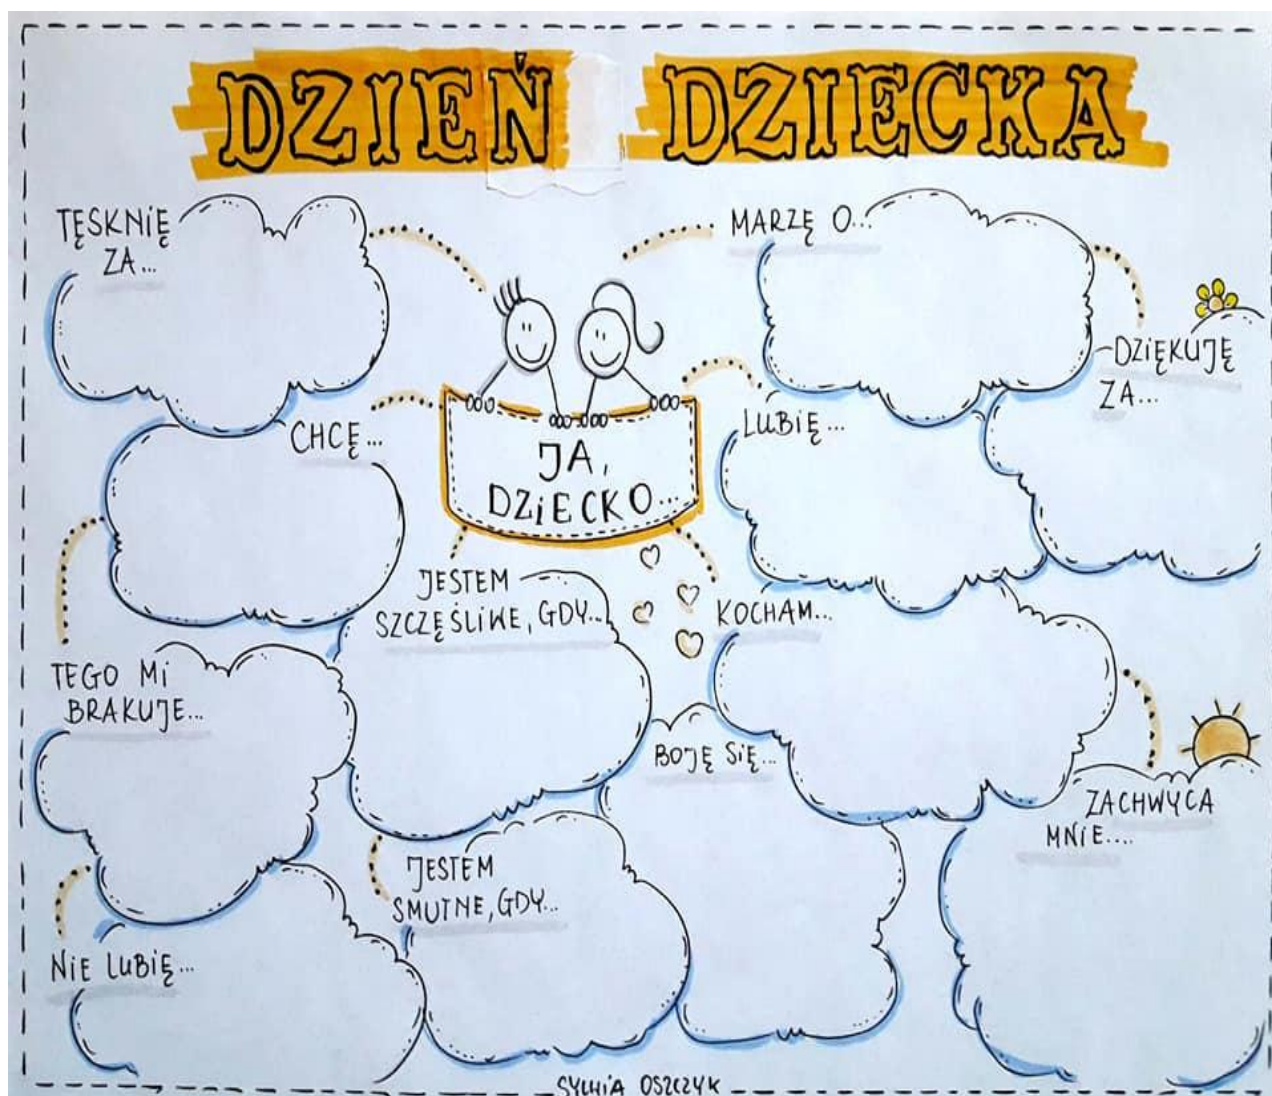 DZIEŃ DZIECKA
TĘSKNIĘ
ZA...
MARZĘ O...
DZIĘKUJĘ
ZA...
CHCĘ...
JA,
DZIECKO...
LUBIĘ...
JESTEM
SZCZĘŚLIWE, GDY...
KOCHAM...
TEGO MI
BRAKUJE...
BOJĘ SIĘ...
ZACHWYCA
MNIE....
JESTEM
SMUTNE, GDY...
NIE LUBIĘ...
SYLWIA OSZCZYK